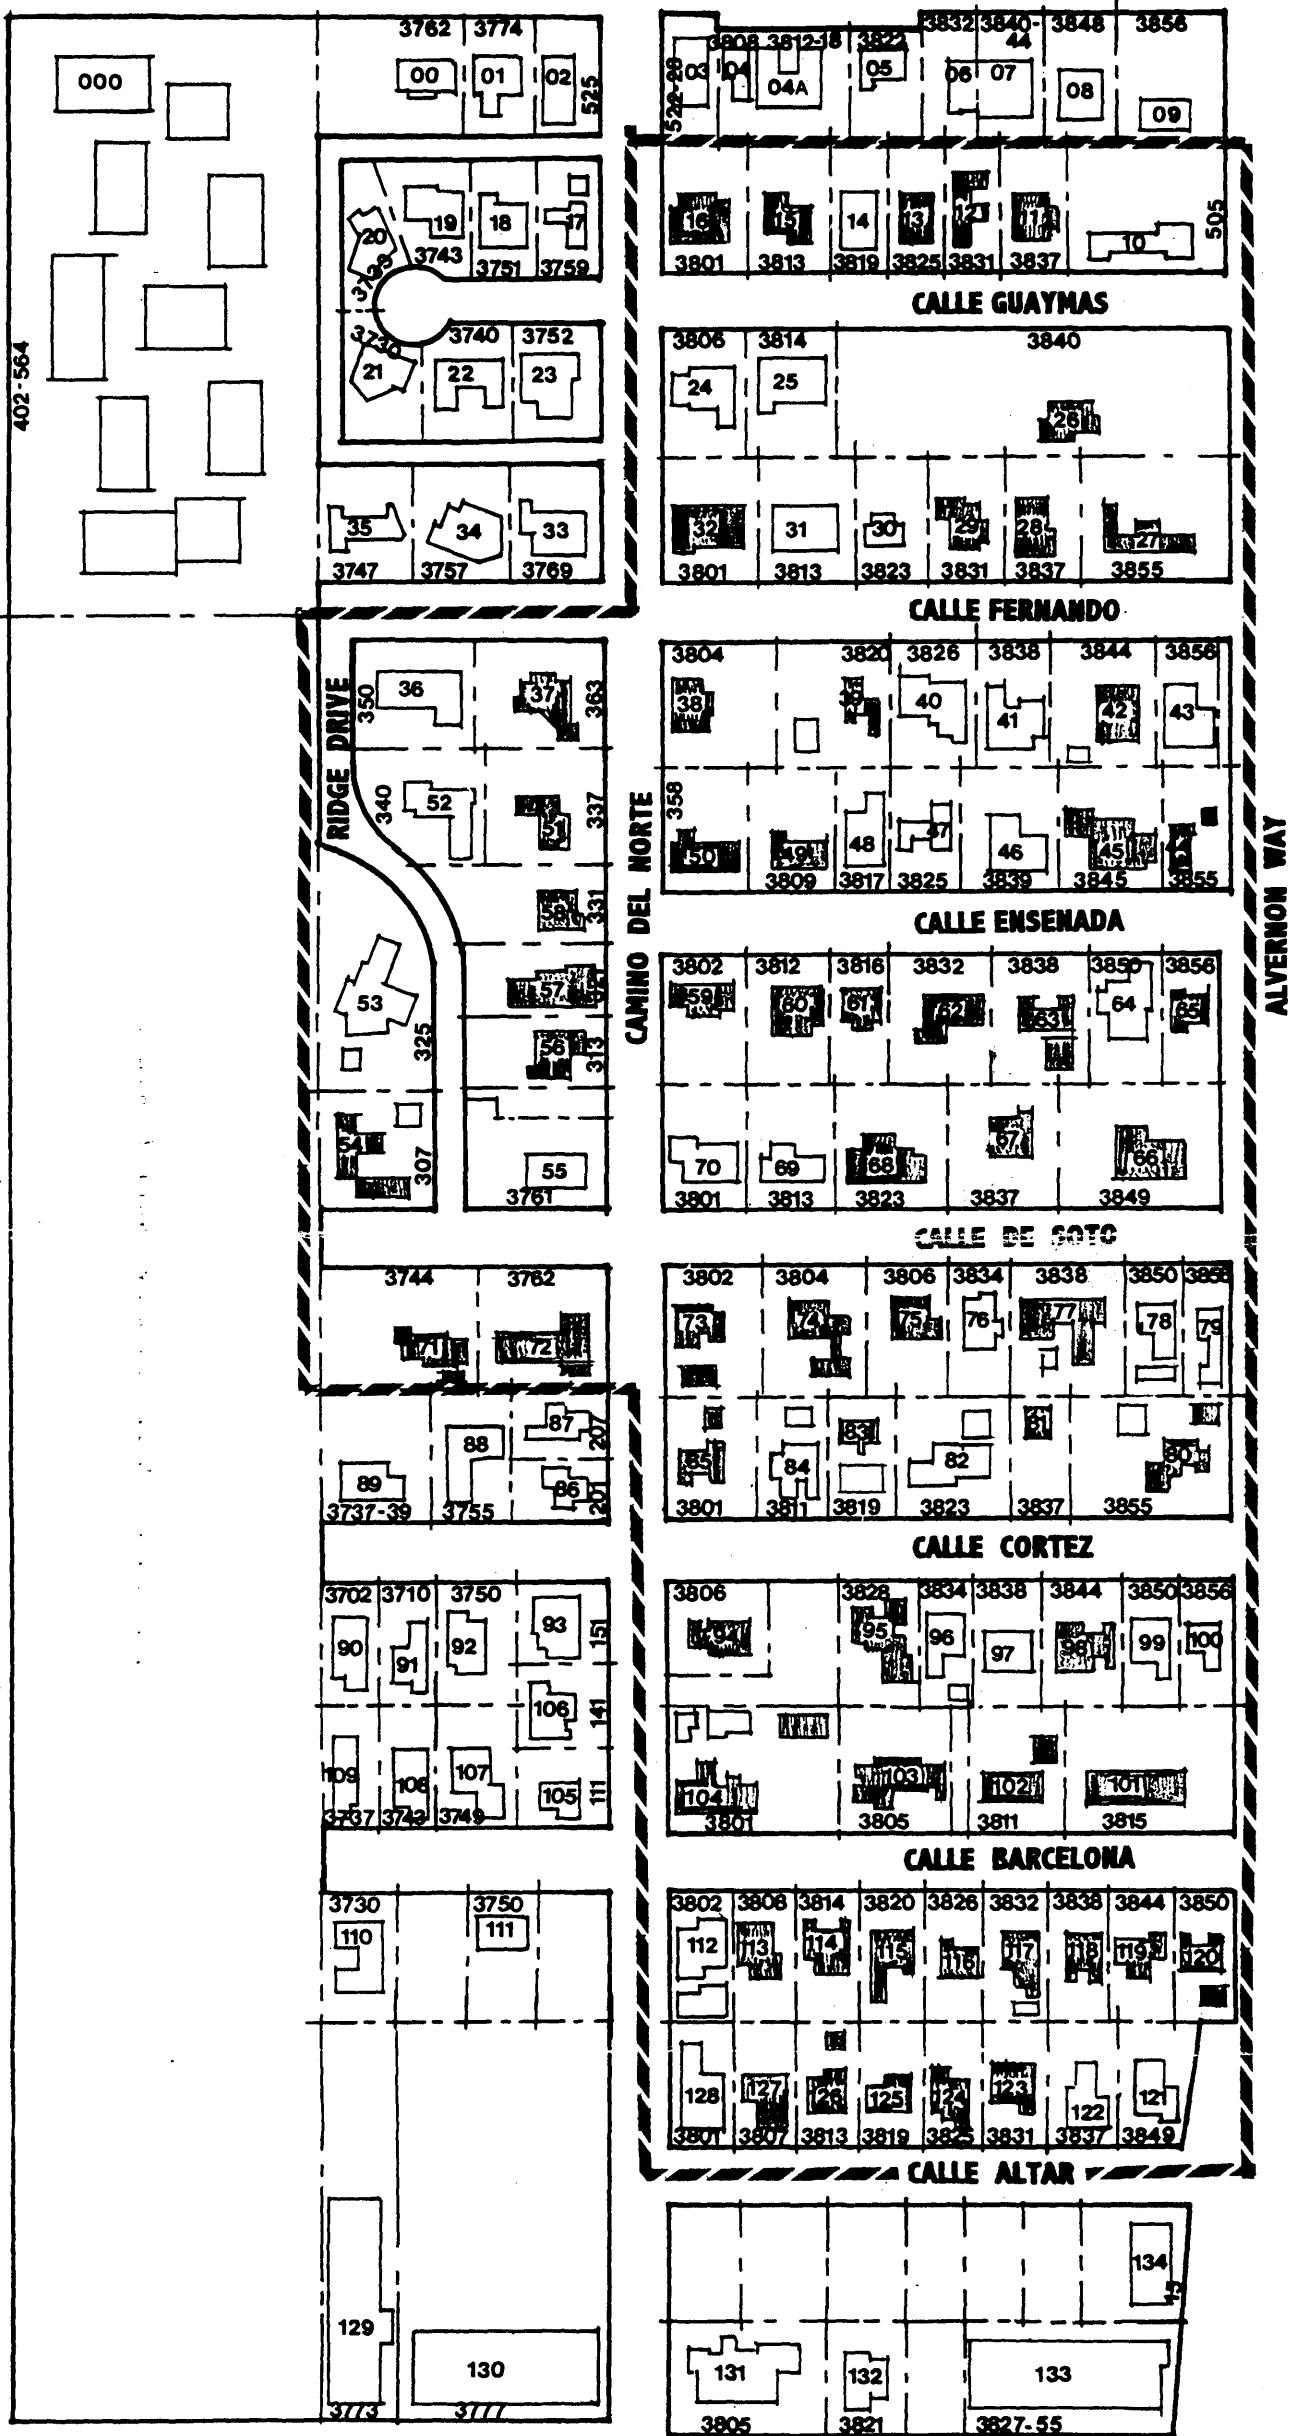 3762 3774
000
00 01 02
525
3808 3812-18 3822 3832 3840-44 3848 3856
522-28
03 04 04A 05 06 07 08 09
402-564
20 19 18 17
3743 3751 3759
16 15 14 13 12 11 10
505
3801 3813 3819 3825 3831 3837
CALLE GUAYMAS
3730 3740 3752
21 22 23
3806 3814 3840
24 25 26
35 34 33
3747 3757 3769
32 31 30 29 28 27
3801 3813 3823 3831 3837 3855
CALLE FERNANDO
RIDGE DRIVE
350 36 37 363
340 52 51 337
58 331
53 57
325 56 313
54 307 55
3761
CAMINO DEL NORTE
ALVERNON WAY
3804 3820 3826 3838 3844 3856
38 39 40 41 42 43
358
50 49 48 47 46 45
3809 3817 3825 3839 3845 3855
CALLE ENSENADA
3802 3812 3816 3832 3838 3850 3856
59 60 61 62 63 64 65
70 69 68 67 66
3801 3813 3823 3837 3849
CALLE DE SOTO
3744 3762
71 72
3802 3804 3806 3834 3838 3850 3856
73 74 75 76 77 78 79
89 88 87 207
86 201
3737-39 3755
85 84 83 82 81 80
3801 3811 3819 3823 3837 3855
CALLE CORTEZ
3702 3710 3750
90 91 92 93 151
106 141
109 108 107 105 111
3737 3743 3749
3806 3828 3834 3838 3844 3850 3856
94 95 96 97 98 99 100
104 103 102 101
3801 3805 3811 3815
CALLE BARCELONA
3730 3750
110 111
3802 3808 3814 3820 3826 3832 3838 3844 3850
112 113 114 115 116 117 118 119 120
128 127 126 125 124 123 122 121
3801 3807 3813 3819 3825 3831 3837 3849
CALLE ALTAR
129 130
3773 3777
134
15
131 132 133
3805 3821 3827-55